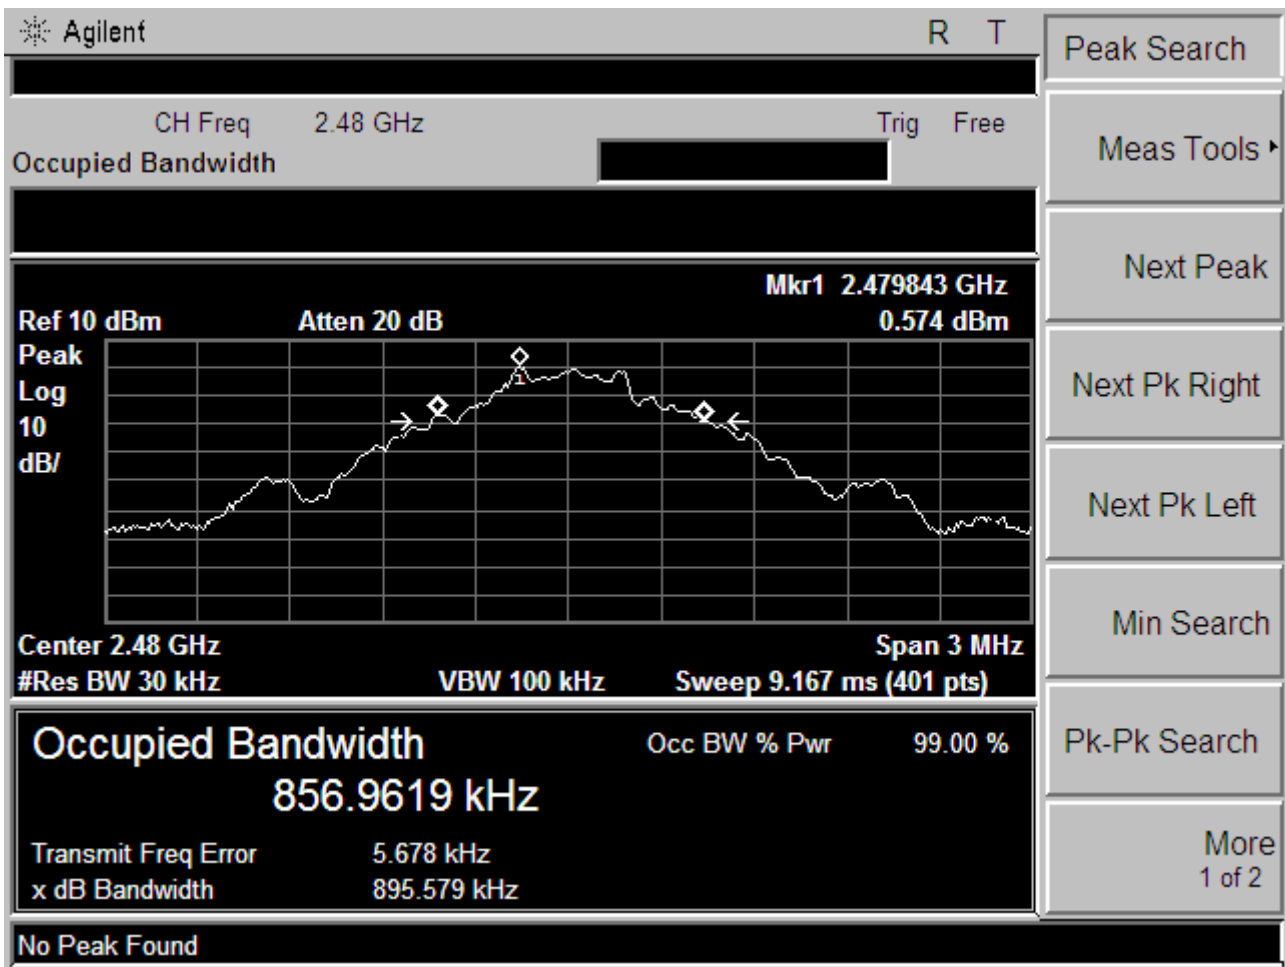 Agilent R T
Peak Search
CH Freq 2.48 GHz Trig Free
Occupied Bandwidth
Meas Tools
Next Peak
Mkr1 2.479843 GHz
Ref 10 dBm Atten 20 dB 0.574 dBm
Peak
Log
10
dB/
1
Next Pk Right
Next Pk Left
Center 2.48 GHz Span 3 MHz
#Res BW 30 kHz VBW 100 kHz Sweep 9.167 ms (401 pts)
Min Search
Occupied Bandwidth Occ BW % Pwr 99.00 %
856.9619 kHz
Pk-Pk Search
Transmit Freq Error 5.678 kHz
x dB Bandwidth 895.579 kHz
More
1 of 2
No Peak Found